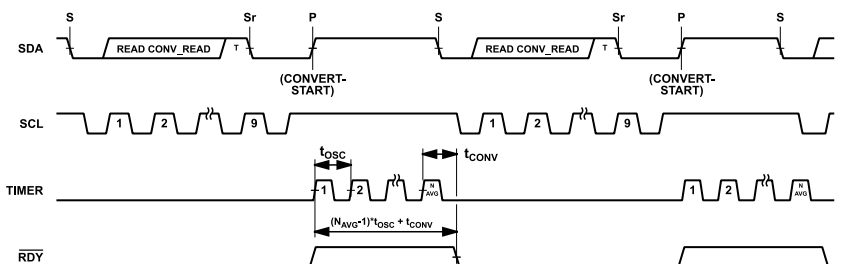 S Sr P S Sr P S
SDA READ CONV_READ T READ CONV_READ T
(CONVERT- (CONVERT-
START) START)
SCL 1 2 9 1 2 9
tOSC tCONV
TIMER 1 2 N AVG 1 2 N AVG
(NAVG-1)*tOSC + tCONV
RDY